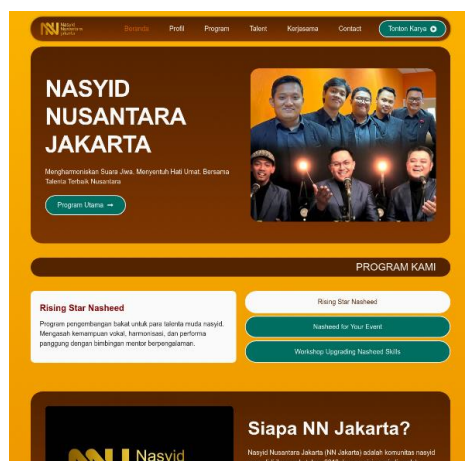 Nasyid
Nusantara
Jakarta
Beranda
Profil
Program
Talent
Kerjasama
Contact
Tonton Karya
NASYID
NUSANTARA
JAKARTA
Mengharmoniskan Suara Jiwa, Menyentuh Hati Umat. Bersama
Talenta Terbaik Nusantara
Program Utama →
PROGRAM KAMI
Rising Star Nasheed
Program pengembangan bakat untuk para talenta muda nasyid.
Mengasah kemampuan vokal, harmonisasi, dan performa
panggung dengan bimbingan mentor berpengalaman.
Rising Star Nasheed
Nasheed for Your Event
Workshop Upgrading Nasheed Skills
Nasyid
Siapa NN Jakarta?
Nasyid Nusantara Jakarta (NN Jakarta) adalah komunitas nasyid